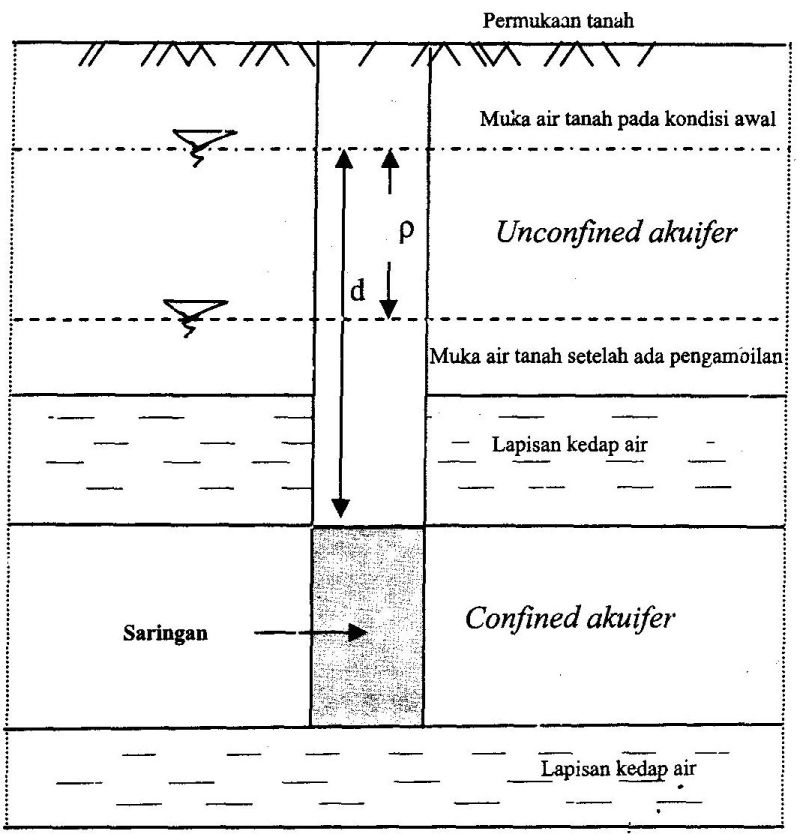 Permukaan tanah
Muka air tanah pada kondisi awal
ρ
Unconfined akuifer
d
Muka air tanah setelah ada pengamoilan
Lapisan kedap air
Saringan
Confined akuifer
Lapisan kedap air